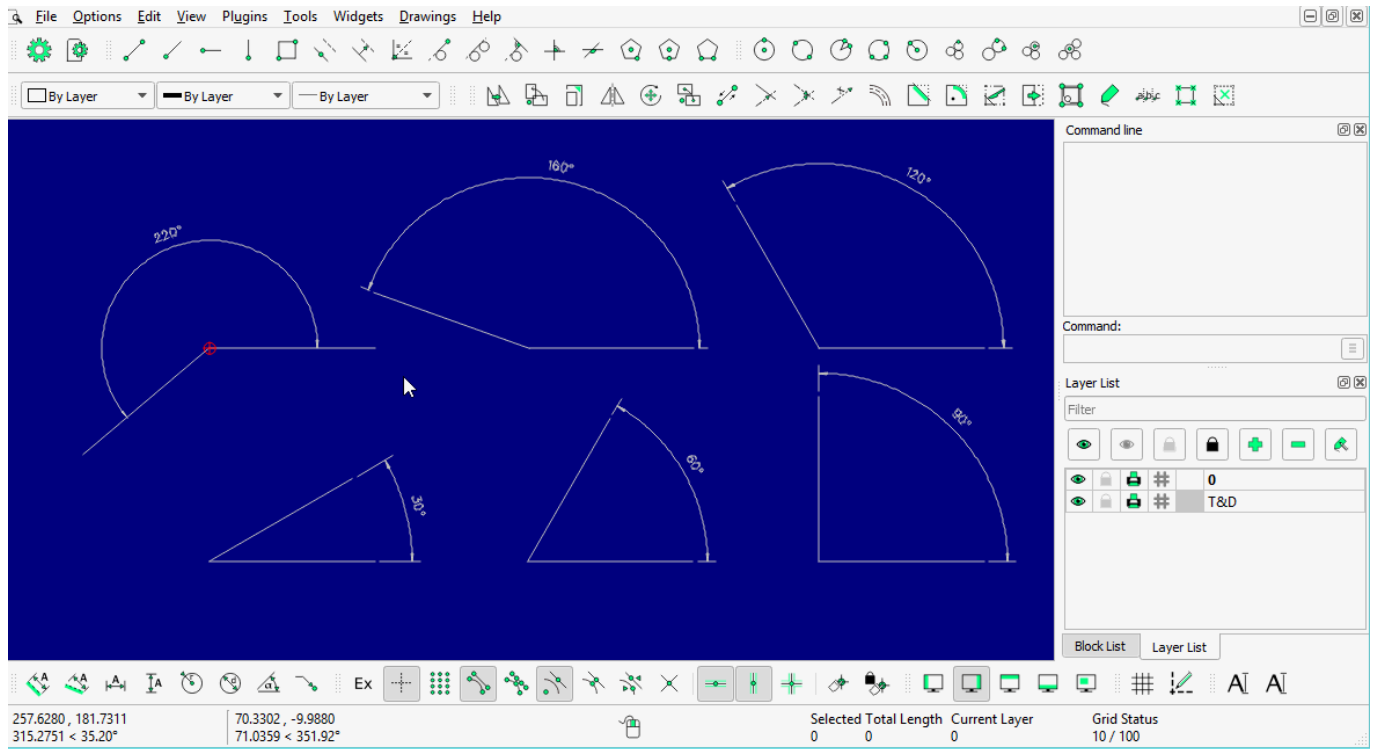 File Options Edit View Plugins Tools Widgets Drawings Help
By Layer By Layer By Layer
abc
Command line
160°
120°
220°
Command:
Layer List
Filter
90°
60°
30°
0
T&D
Block List Layer List
A A A A Ex A A
257.6280 , 181.7311 70.3302 , -9.9880 Selected Total Length Current Layer Grid Status
315.2751 < 35.20° 71.0359 < 351.92° 0 0 0 10 / 100